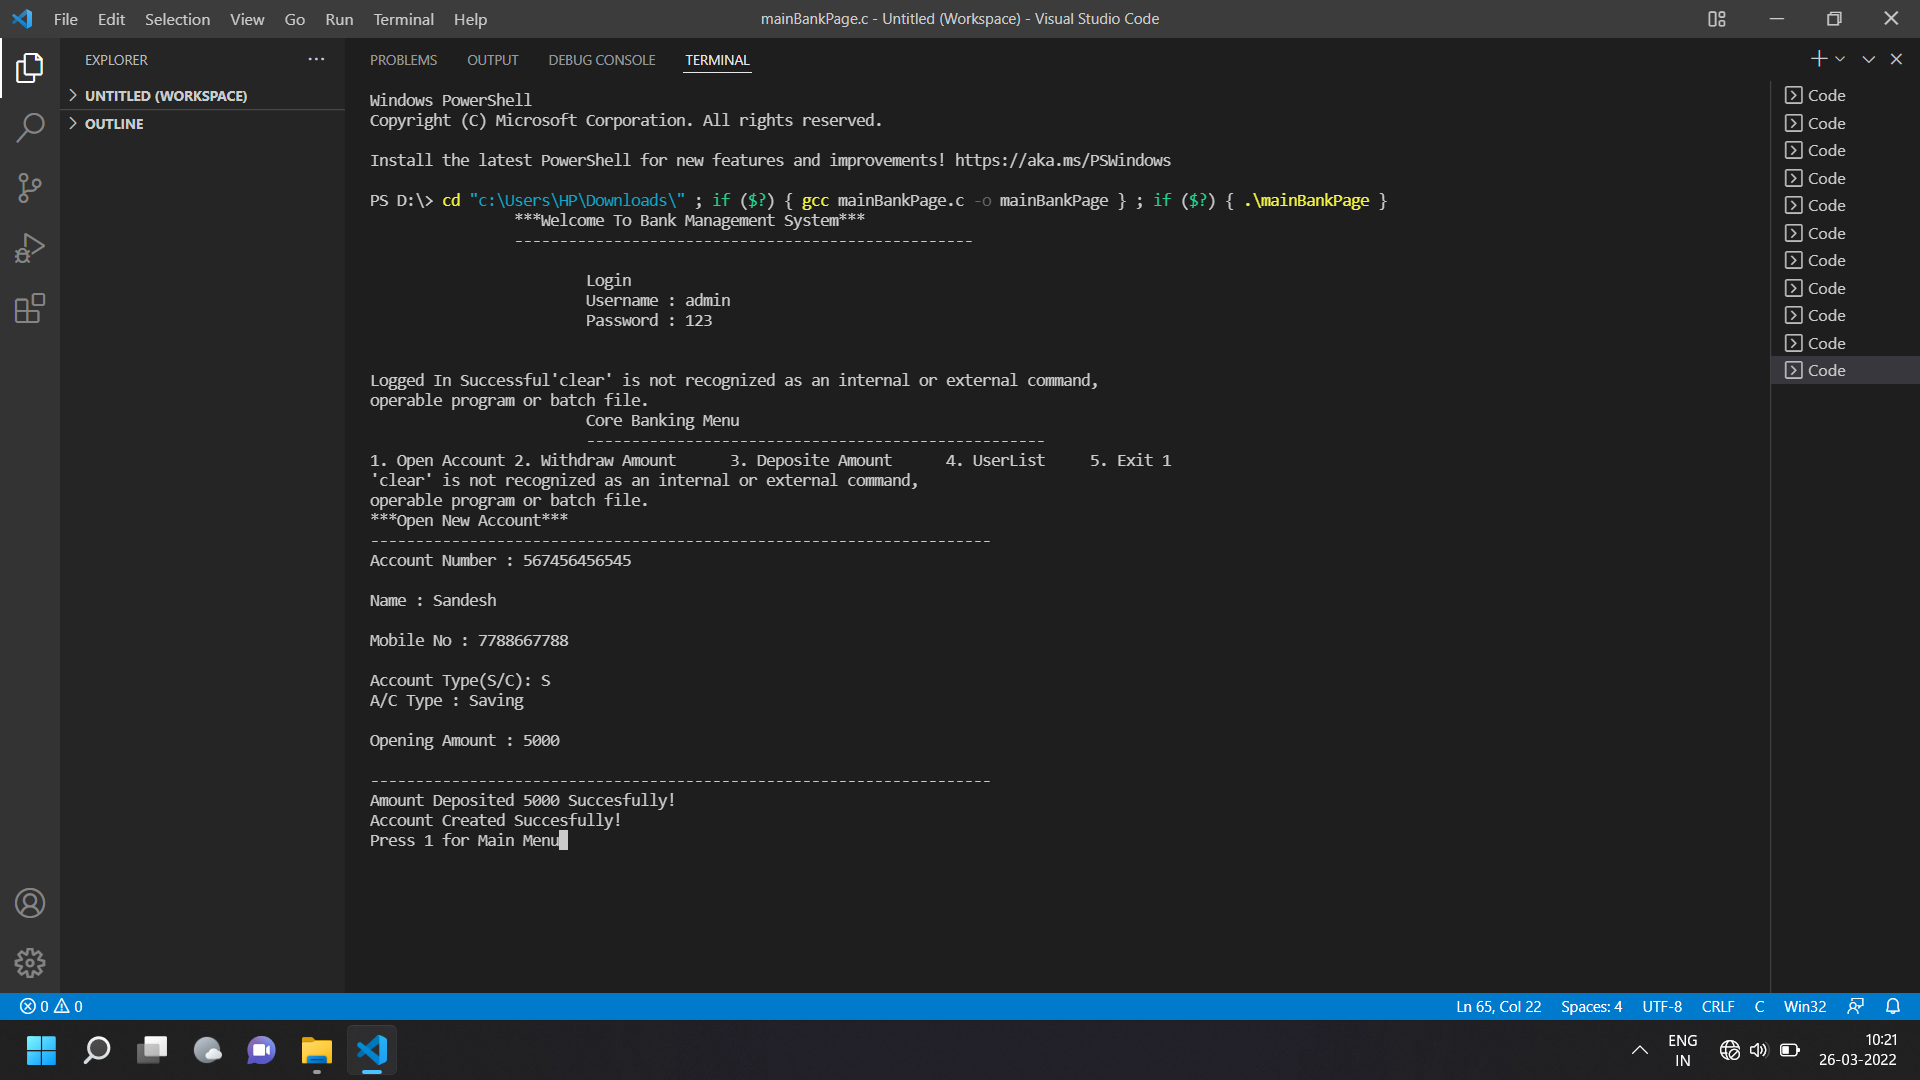 File Edit Selection View Go Run Terminal Help
mainBankPage.c - Untitled (Workspace) - Visual Studio Code
EXPLORER
UNTITLED (WORKSPACE)
OUTLINE
PROBLEMS OUTPUT DEBUG CONSOLE TERMINAL
Windows PowerShell
Copyright (C) Microsoft Corporation. All rights reserved.
Install the latest PowerShell for new features and improvements! https://aka.ms/PSWindows
PS D:\> cd "c:\Users\HP\Downloads\" ; if ($?) { gcc mainBankPage.c -o mainBankPage } ; if ($?) { .\mainBankPage }
***Welcome To Bank Management System***
---------------------------------------------------
Login
Username : admin
Password : 123
Logged In Successful'clear' is not recognized as an internal or external command,
operable program or batch file.
Core Banking Menu
---------------------------------------------------
1. Open Account 2. Withdraw Amount 3. Deposite Amount 4. UserList 5. Exit 1
'clear' is not recognized as an internal or external command,
operable program or batch file.
***Open New Account***
---------------------------------------------------------------------
Account Number : 567456456545
Name : Sandesh
Mobile No : 7788667788
Account Type(S/C): S
A/C Type : Saving
Opening Amount : 5000
---------------------------------------------------------------------
Amount Deposited 5000 Succesfully!
Account Created Succesfully!
Press 1 for Main Menu
Code
Code
Code
Code
Code
Code
Code
Code
Code
Code
Code
0 0
Ln 65, Col 22 Spaces: 4 UTF-8 CRLF C Win32
ENG
IN
10:21
26-03-2022